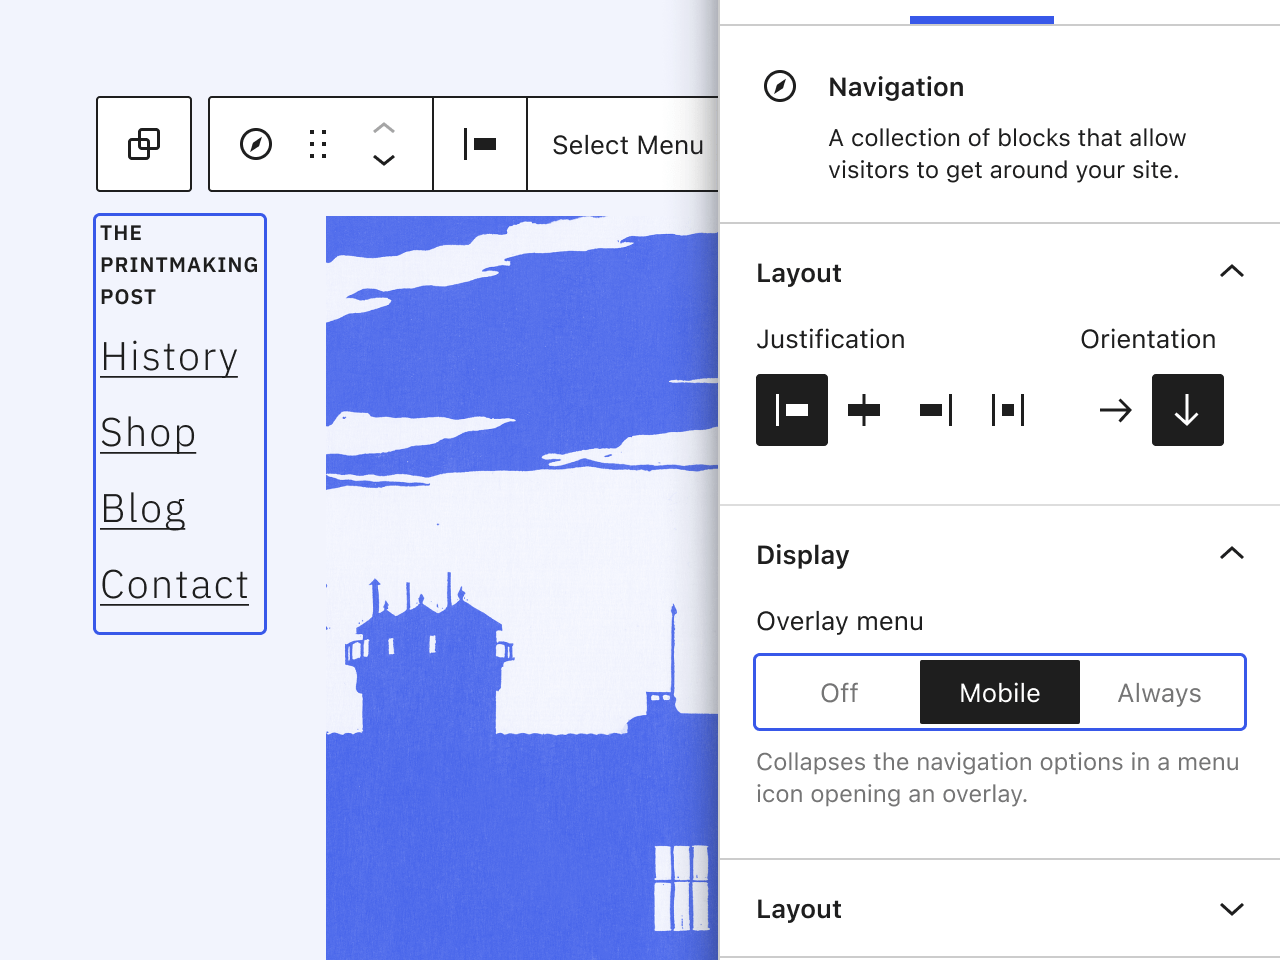 Select Menu
THE
PRINTMAKING
POST
History
Shop
Blog
Contact
Navigation
A collection of blocks that allow
visitors to get around your site.
Layout
Justification Orientation
Display
Overlay menu
Off Mobile Always
Collapses the navigation options in a menu
icon opening an overlay.
Layout